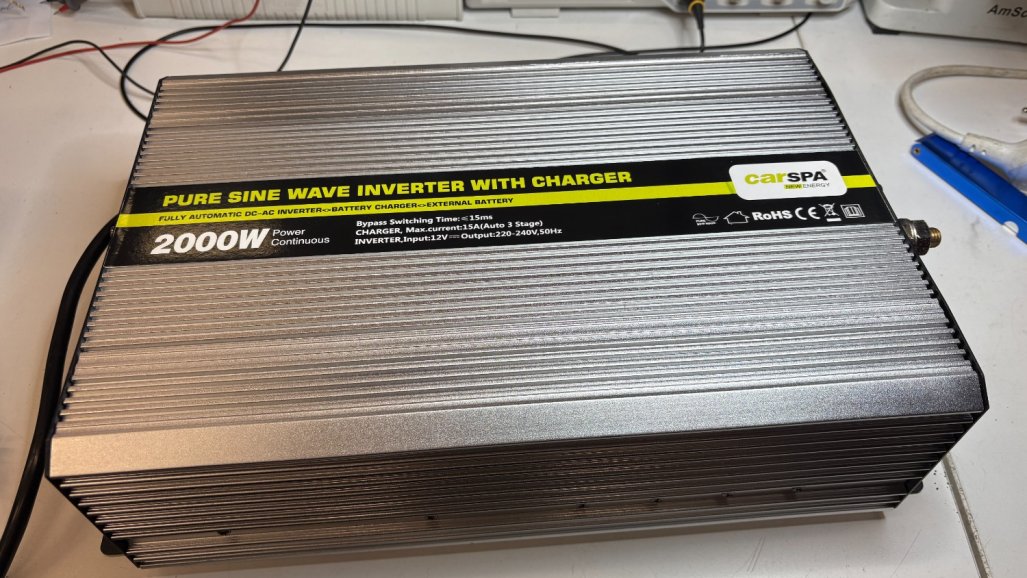 AmSc
PURE SINE WAVE INVERTER WITH CHARGER
carSPA
NEW ENERGY
FULLY AUTOMATIC DC-AC INVERTER<>BATTERY CHARGER<>EXTERNAL BATTERY
2000W Power Continuous
Bypass Switching Time:≤15ms
CHARGER, Max.current:15A(Auto 3 Stage)
INVERTER,Input:12V⎓Output:220-240V,50Hz
RoHS CE